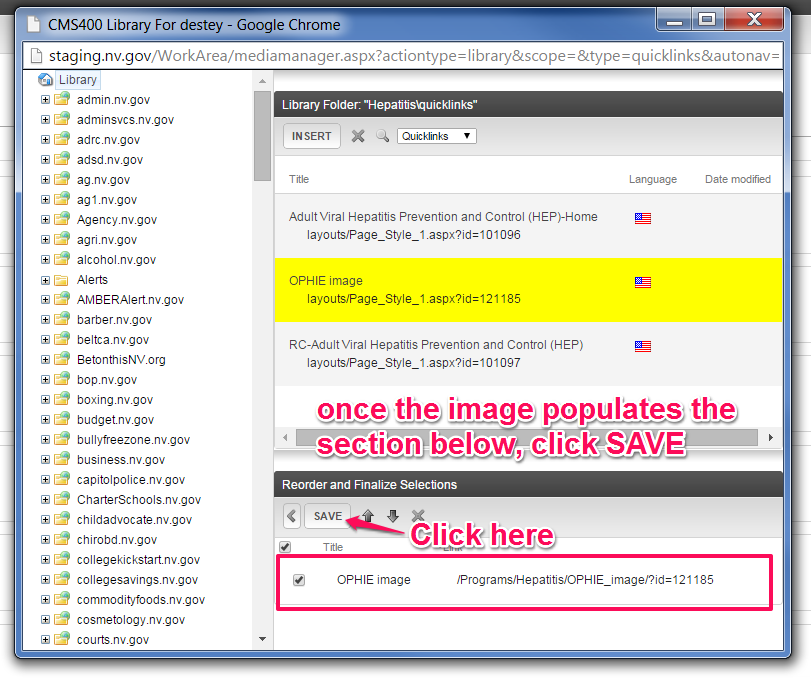 CMS400 Library For destey - Google Chrome
staging.nv.gov/WorkArea/mediamanager.aspx?actiontype=library&scope=&type=quicklinks&autonav=
Library
admin.nv.gov
adminsvcs.nv.gov
adrc.nv.gov
adsd.nv.gov
ag.nv.gov
ag1.nv.gov
Agency.nv.gov
agri.nv.gov
alcohol.nv.gov
Alerts
AMBERAlert.nv.gov
barber.nv.gov
beltca.nv.gov
BetonthisNV.org
bop.nv.gov
boxing.nv.gov
budget.nv.gov
bullyfreezone.nv.gov
business.nv.gov
capitolpolice.nv.gov
CharterSchools.nv.gov
childadvocate.nv.gov
chirobd.nv.gov
collegekickstart.nv.gov
collegesavings.nv.gov
commodityfoods.nv.gov
cosmetology.nv.gov
courts.nv.gov
Library Folder: "Hepatitis\quicklinks"
INSERT Quicklinks
Title Language Date modified
Adult Viral Hepatitis Prevention and Control (HEP)-Home
layouts/Page_Style_1.aspx?id=101096
OPHIE image
layouts/Page_Style_1.aspx?id=121185
RC-Adult Viral Hepatitis Prevention and Control (HEP)
layouts/Page_Style_1.aspx?id=101097
once the image populates the
section below, click SAVE
Reorder and Finalize Selections
SAVE
Click here
Title Link
OPHIE image /Programs/Hepatitis/OPHIE_image/?id=121185